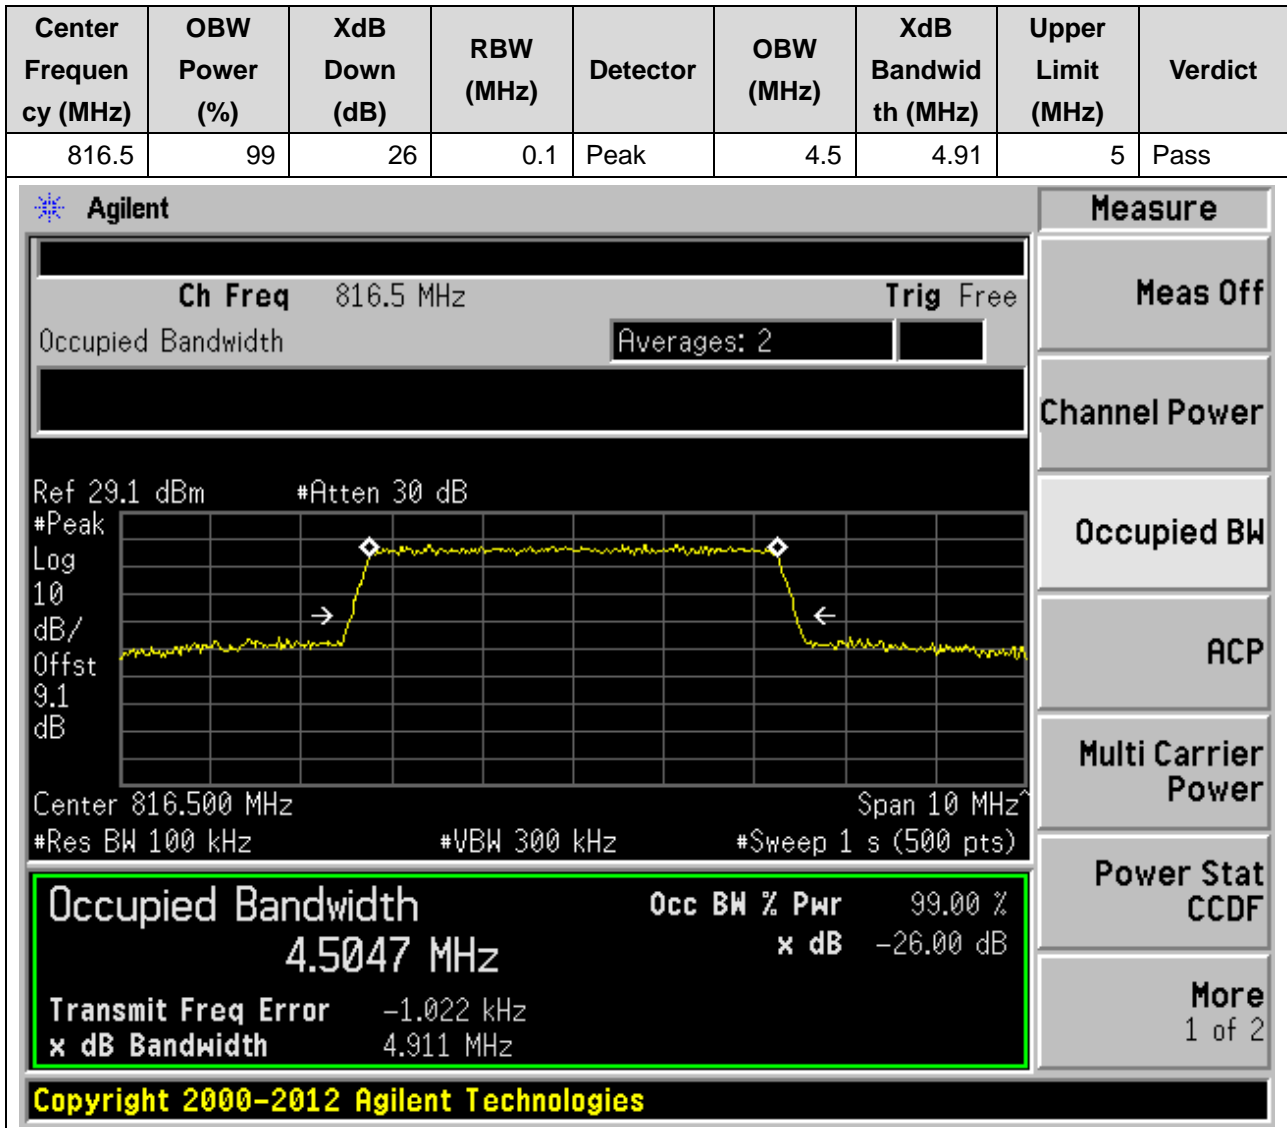 Center Frequency (MHz) OBW Power (%) XdB Down (dB) RBW (MHz) Detector OBW (MHz) XdB Bandwidth (MHz) Upper Limit (MHz) Verdict
816.5 99 26 0.1 Peak 4.5 4.91 5 Pass
Agilent
Measure
Ch Freq 816.5 MHz Trig Free
Occupied Bandwidth Averages: 2
Ref 29.1 dBm #Atten 30 dB
#Peak
Log
10
dB/
Offst
9.1
dB
Center 816.500 MHz Span 10 MHz^
#Res BW 100 kHz #VBW 300 kHz #Sweep 1 s (500 pts)
Occupied Bandwidth Occ BW % Pwr 99.00 %
4.5047 MHz x dB -26.00 dB
Transmit Freq Error -1.022 kHz
x dB Bandwidth 4.911 MHz
Meas Off
Channel Power
Occupied BW
ACP
Multi Carrier
Power
Power Stat
CCDF
More
1 of 2
Copyright 2000-2012 Agilent Technologies